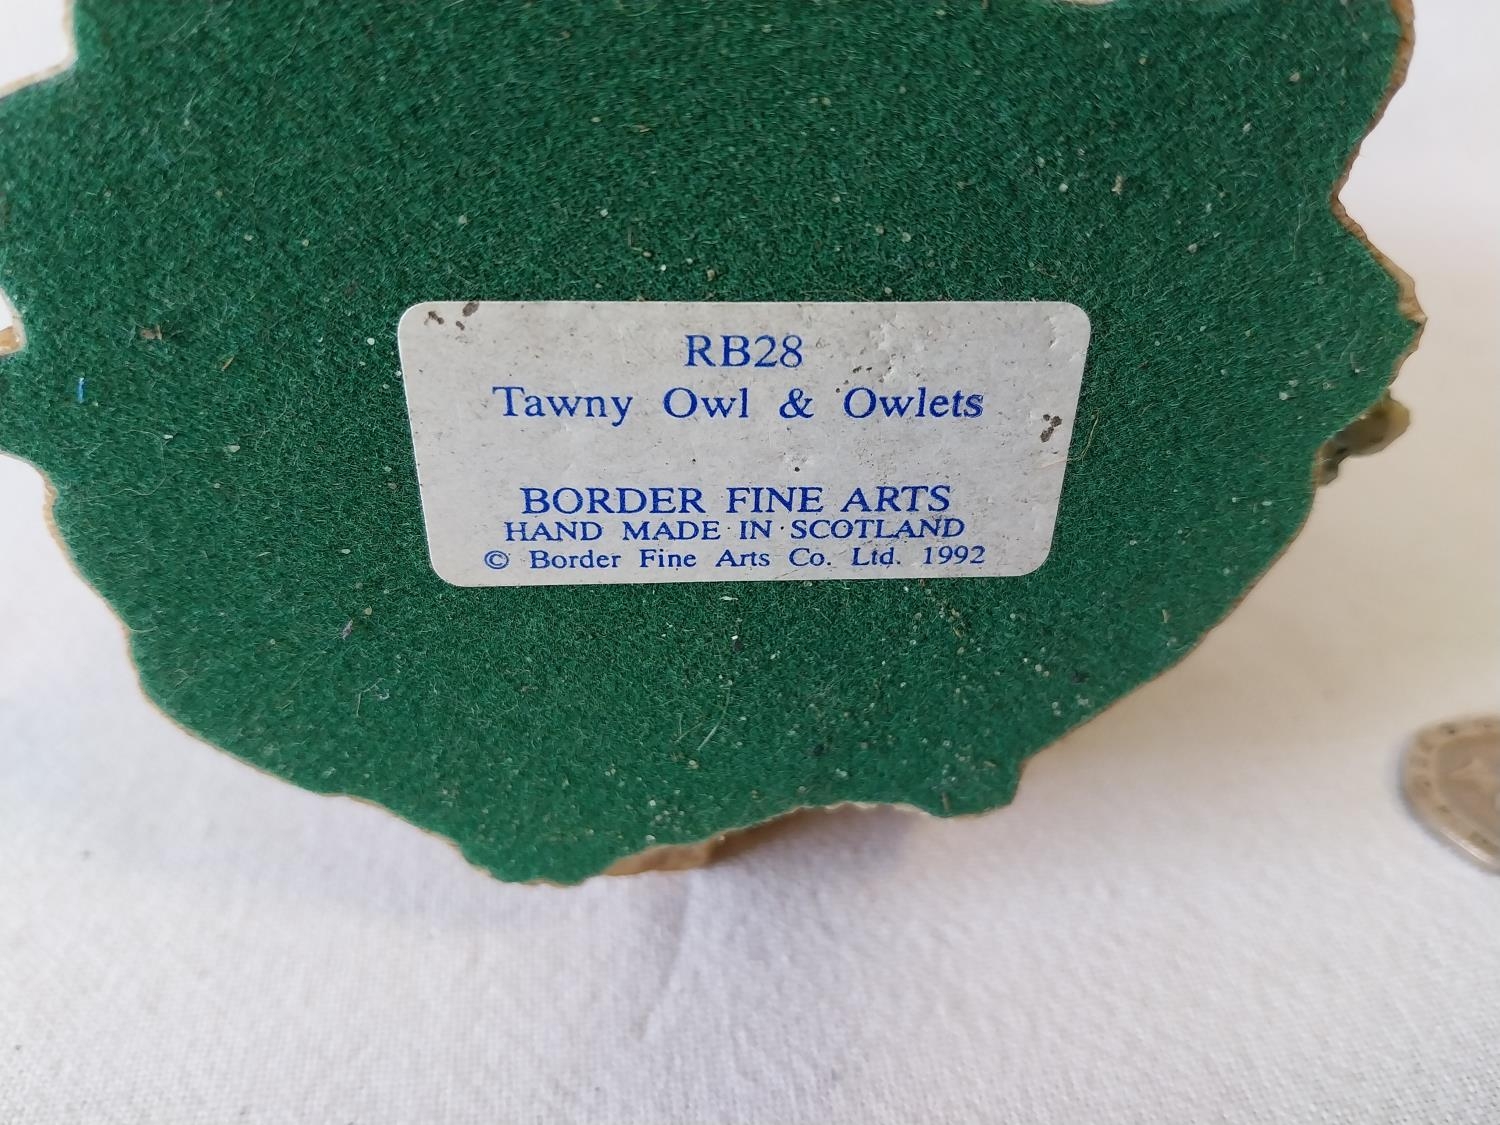 RB28
Tawny Owl & Owlets
BORDER FINE ARTS
HAND MADE IN SCOTLAND
© Border Fine Arts Co. Ltd. 1992